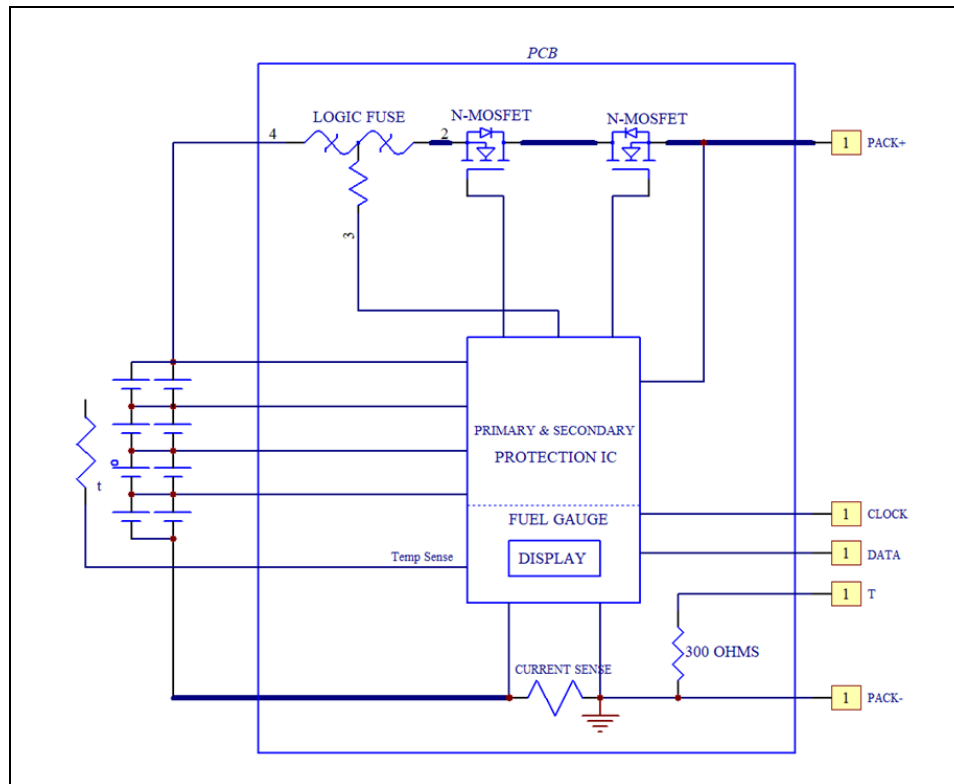 PCB
LOGIC FUSE
N-MOSFET
N-MOSFET
4
2
1
PACK+
3
PRIMARY & SECONDARY
PROTECTION IC
t
o
FUEL GAUGE
1
CLOCK
DISPLAY
1
DATA
Temp Sense
1
T
300 OHMS
CURRENT SENSE
1
PACK-